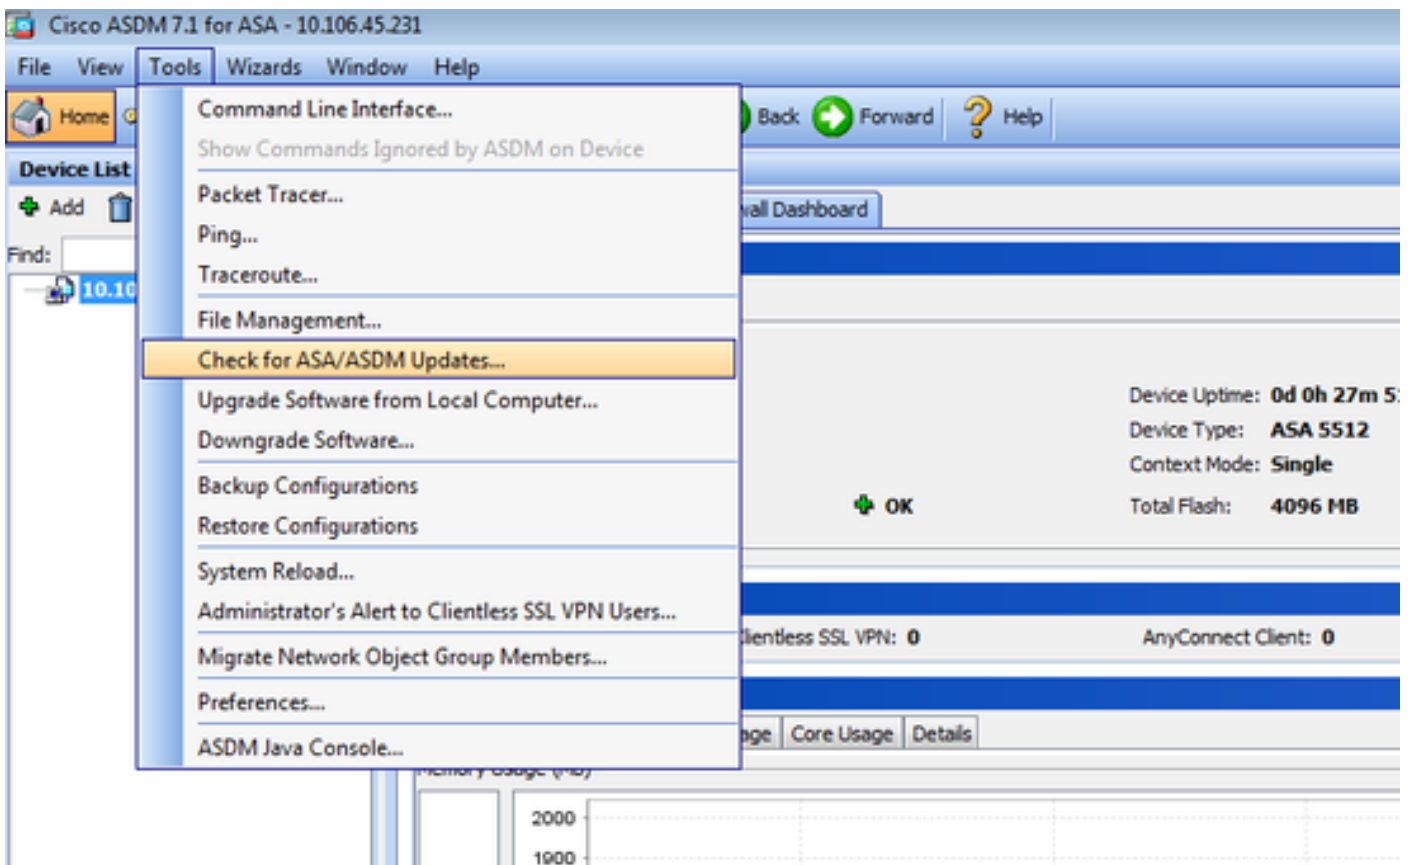 Cisco ASDM 7.1 for ASA - 10.106.45.231
File View Tools Wizards Window Help
Home Back Forward Help
Command Line Interface...
Show Commands Ignored by ASDM on Device
Device List
Add
Packet Tracer...
Dashboard
Ping...
Find:
Traceroute...
10.10
File Management...
Check for ASA/ASDM Updates...
Upgrade Software from Local Computer...
Device Uptime: 0d 0h 27m
Downgrade Software...
Device Type: ASA 5512
Context Mode: Single
Backup Configurations
OK
Total Flash: 4096 MB
Restore Configurations
System Reload...
Administrator's Alert to Clientless SSL VPN Users...
SSL VPN: 0
AnyConnect Client: 0
Migrate Network Object Group Members...
Preferences...
Core Usage Details
ASDM Java Console...
2000
1900